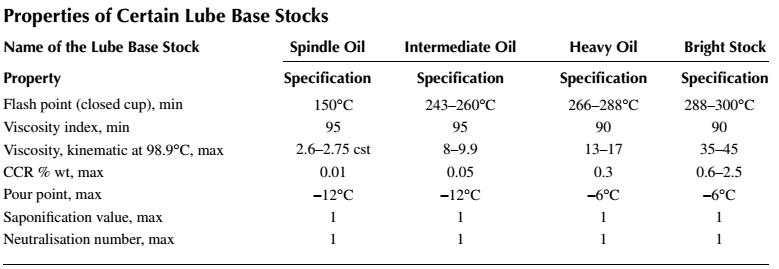 Properties of Certain Lube Base Stocks
Name of the Lube Base Stock Spindle Oil Intermediate Oil Heavy Oil Bright Stock
Property Specification Specification Specification Specification
Flash point (closed cup), min 150°C 243–260°C 266–288°C 288–300°C
Viscosity index, min 95 95 90 90
Viscosity, kinematic at 98.9°C, max 2.6–2.75 cst 8–9.9 13–17 35–45
CCR % wt, max 0.01 0.05 0.3 0.6–2.5
Pour point, max –12°C –12°C –6°C –6°C
Saponification value, max 1 1 1 1
Neutralisation number, max 1 1 1 1